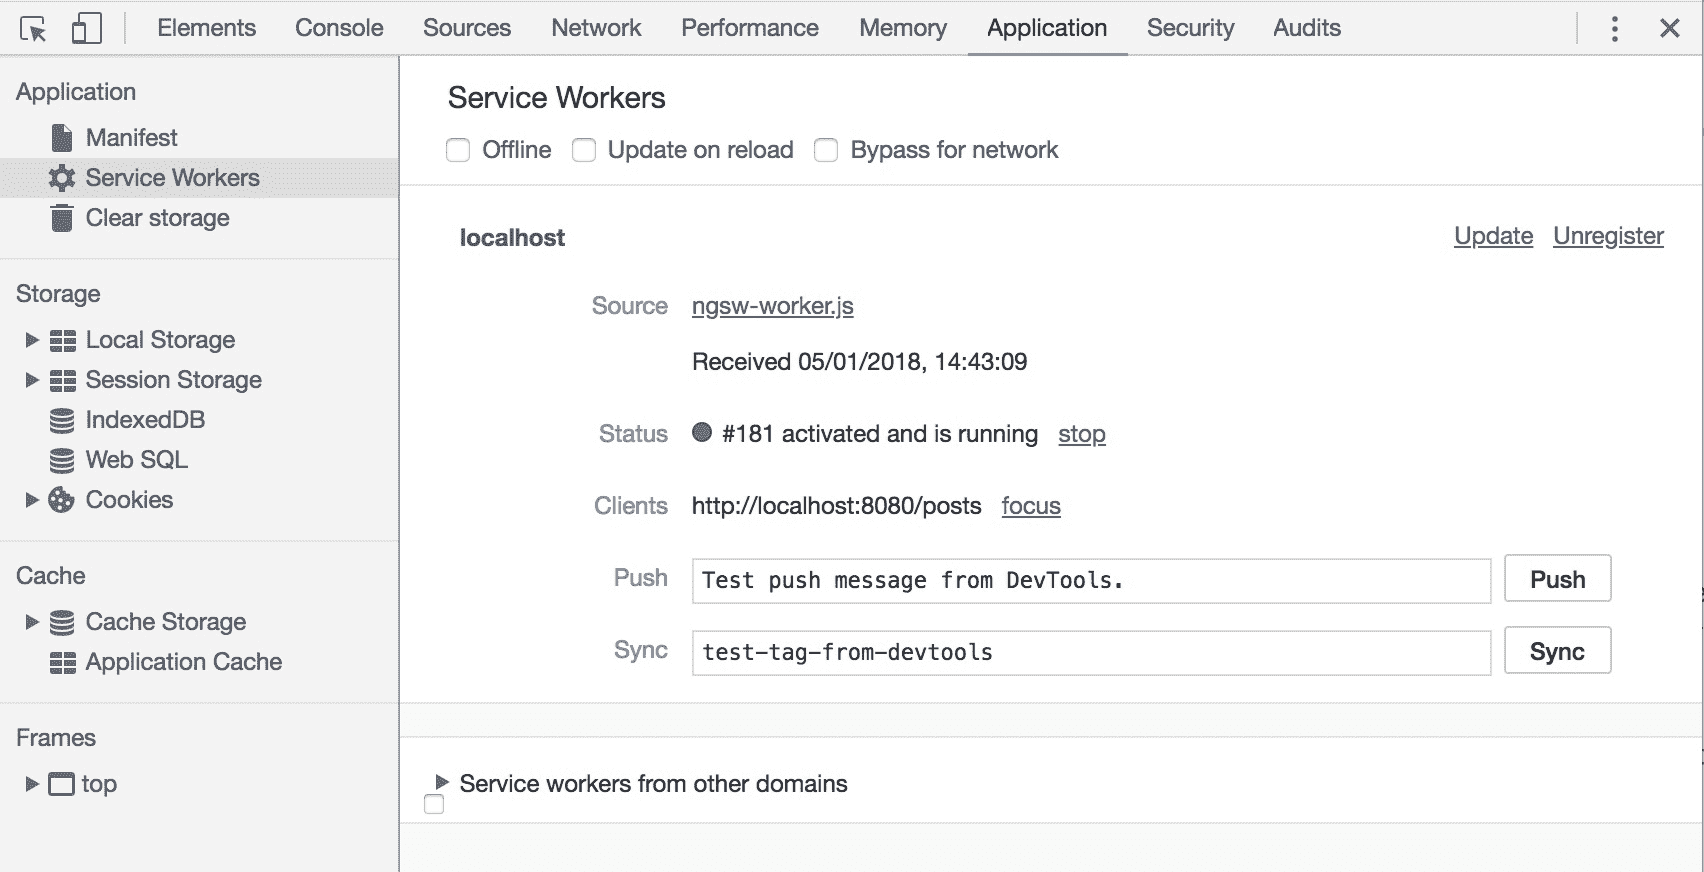 Elements Console Sources Network Performance Memory Application Security Audits
Application
Manifest
Service Workers
Clear storage
Storage
Local Storage
Session Storage
IndexedDB
Web SQL
Cookies
Cache
Cache Storage
Application Cache
Frames
top
Service Workers
Offline Update on reload Bypass for network
localhost Update Unregister
Source ngsw-worker.js
Received 05/01/2018, 14:43:09
Status #181 activated and is running stop
Clients http://localhost:8080/posts focus
Push Test push message from DevTools. Push
Sync test-tag-from-devtools Sync
Service workers from other domains